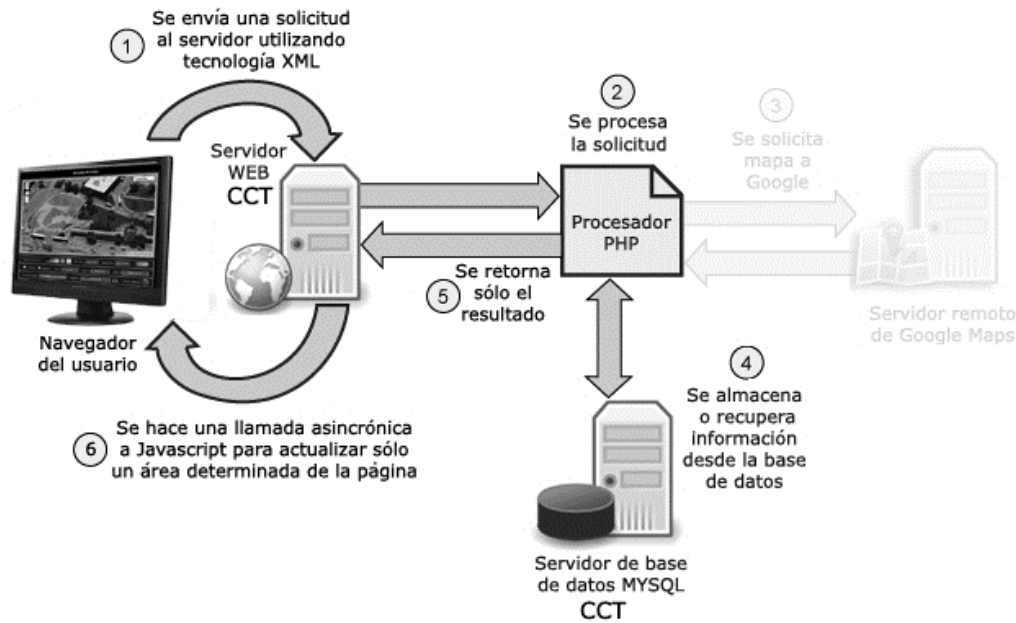 1
Se envía una solicitud
al servidor utilizando
tecnología XML
Servidor
WEB
CCT
Navegador
del usuario
2
Se procesa
la solicitud
Procesador
PHP
3
Se solicita
mapa a
Google
Servidor remoto
de Google Maps
4
Se almacena
o recupera
información
desde la base
de datos
Servidor de base
de datos MYSQL
CCT
5
Se retorna
sólo el
resultado
6
Se hace una llamada asincrónica
a Javascript para actualizar sólo
un área determinada de la página